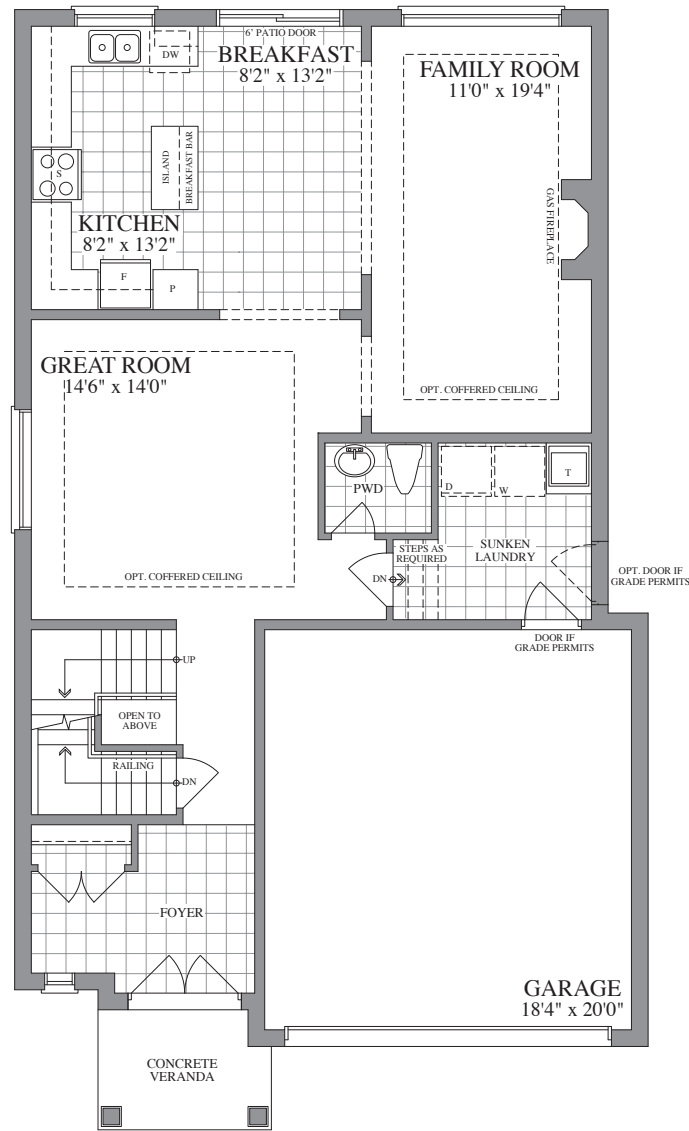 6' PATIO DOOR
DW
BREAKFAST
8'2" x 13'2"
FAMILY ROOM
11'0" x 19'4"
ISLAND
BREAKFAST BAR
S
GAS FIREPLACE
KITCHEN
8'2" x 13'2"
F
P
GREAT ROOM
14'6" x 14'0"
OPT. COFFERED CEILING
PWD
D
W
T
STEPS AS
REQUIRED
SUNKEN
LAUNDRY
DN
OPT. DOOR IF
GRADE PERMITS
OPT. COFFERED CEILING
DOOR IF
GRADE PERMITS
UP
OPEN TO
ABOVE
RAILING
DN
FOYER
GARAGE
18'4" x 20'0"
CONCRETE
VERANDA